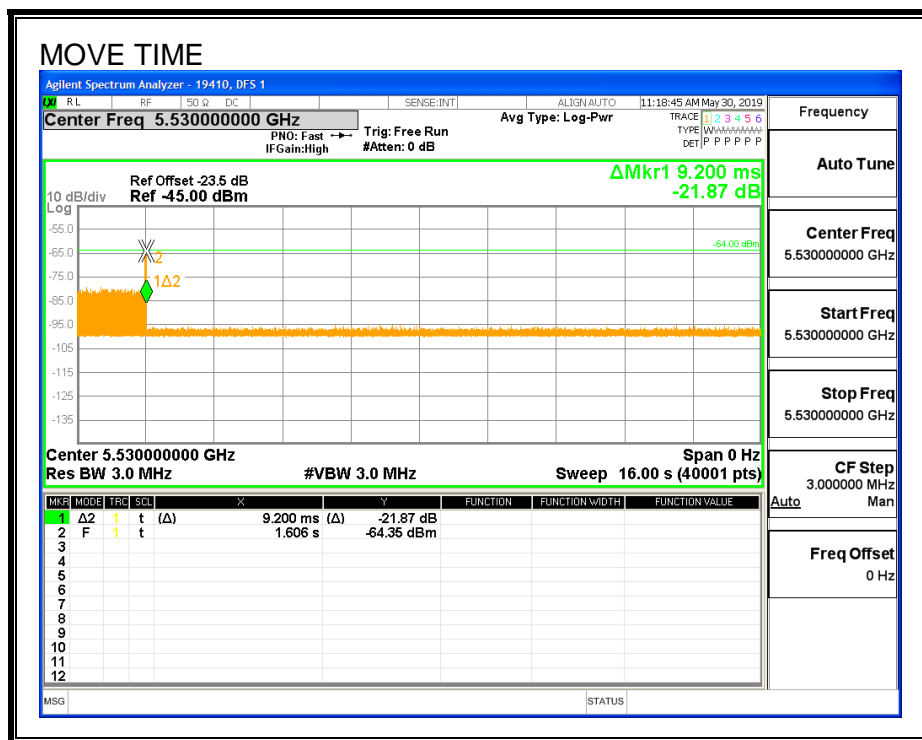 MOVE TIME
Agilent Spectrum Analyzer - 19410, DFS 1
LXI RL RF 50 Ω DC SENSE:INT ALIGN AUTO 11:18:45 AM May 30, 2019
Center Freq 5.530000000 GHz
PNO: Fast
IFGain:High
Trig: Free Run
#Atten: 0 dB
Avg Type: Log-Pwr
TRACE 1 2 3 4 5 6
TYPE WWWWWW
DET P P P P P P
Frequency
ΔMkr1 9.200 ms
-21.87 dB
Ref Offset -23.5 dB
10 dB/div Ref -45.00 dBm
Log
-55.0
-65.0
-75.0
-85.0
-95.0
-105
-115
-125
-135
-64.00 dBm
2
1Δ2
Center 5.530000000 GHz Span 0 Hz
Res BW 3.0 MHz #VBW 3.0 MHz Sweep 16.00 s (40001 pts)
MKR MODE TRC SCL X Y FUNCTION FUNCTION WIDTH FUNCTION VALUE
1 Δ2 1 t (Δ) 9.200 ms (Δ) -21.87 dB
2 F 1 t 1.606 s -64.35 dBm
3
4
5
6
7
8
9
10
11
12
MSG STATUS
Auto Tune
Center Freq
5.530000000 GHz
Start Freq
5.530000000 GHz
Stop Freq
5.530000000 GHz
CF Step
3.000000 MHz
Auto Man
Freq Offset
0 Hz